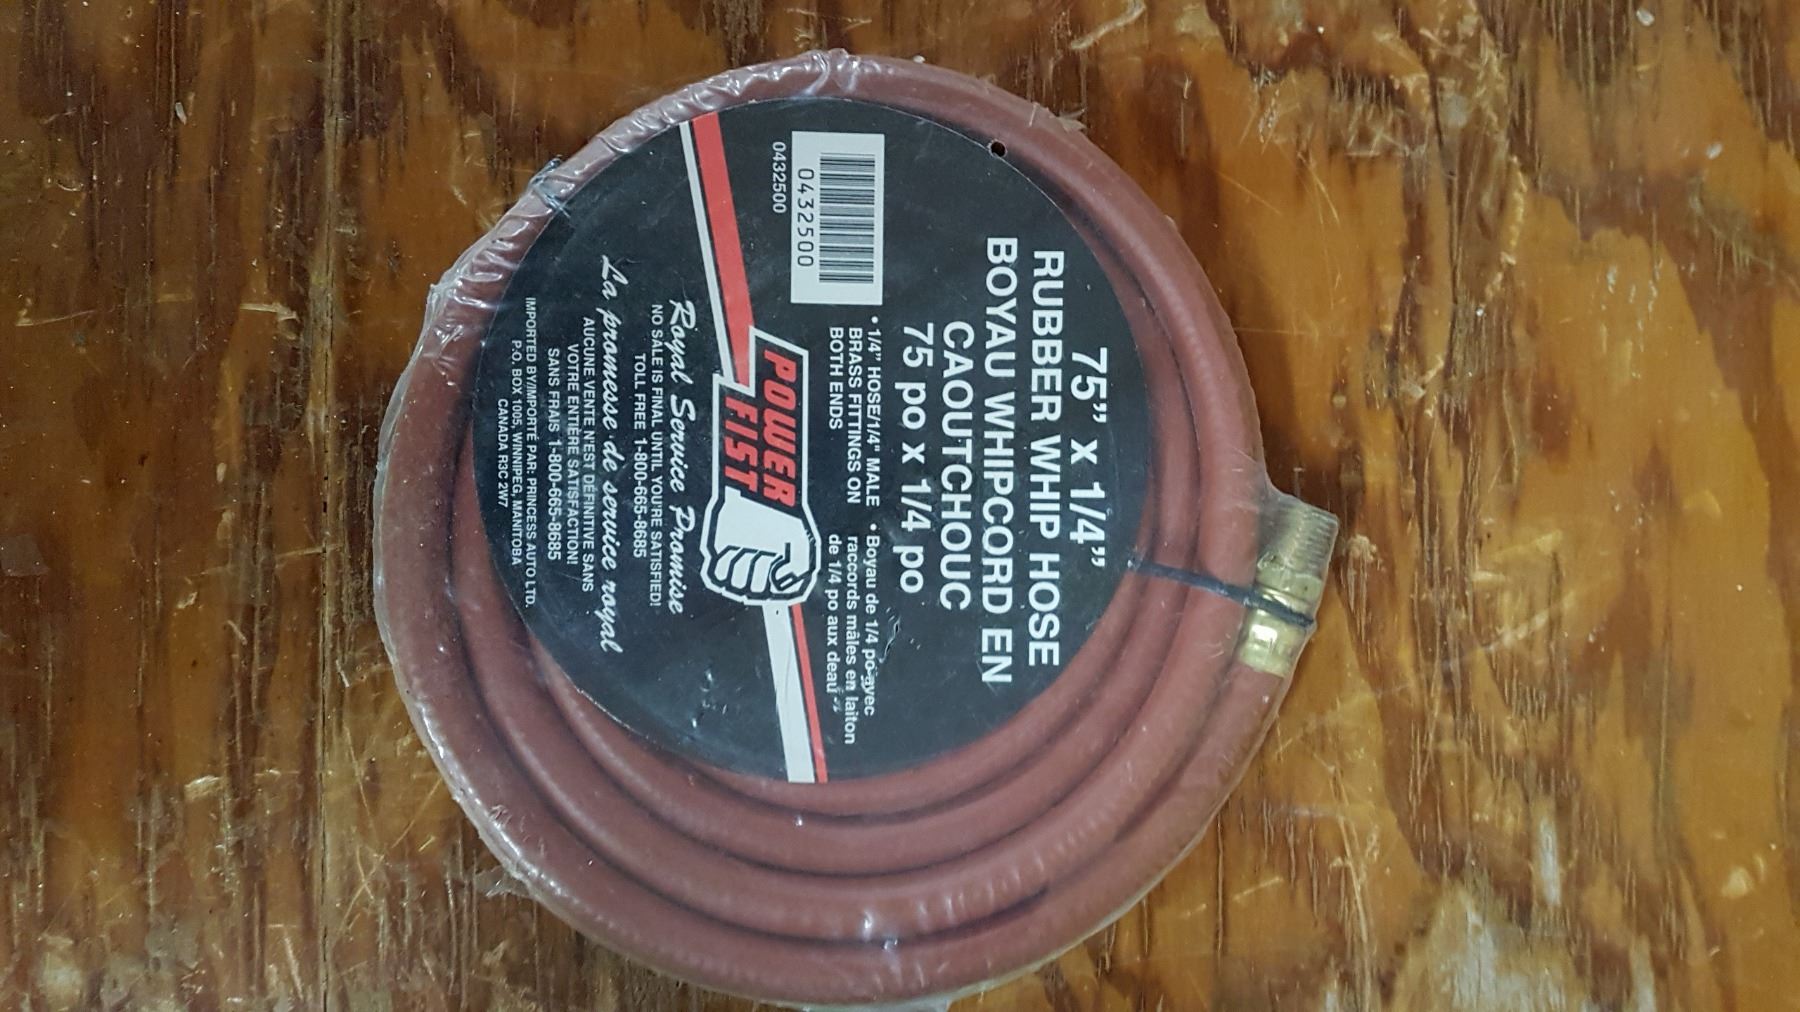 75” x 1/4”
RUBBER WHIP HOSE
BOYAU WHIPCORD EN
CAOUTCHOUC
75 po x 1/4 po
• 1/4” HOSE/1/4" MALE
BRASS FITTINGS ON
BOTH ENDS
• Boyau de 1/4 po avec
raccords mâles en laiton
de 1/4 po aux deux
0432500
0432500
POWER
FIST
Royal Service Promise
NO SALE IS FINAL UNTIL YOU'RE SATISFIED!
TOLL FREE 1-800-665-8685
La promesse de service royal
AUCUNE VENTE N'EST DÉFINITIVE SANS
VOTRE ENTIÈRE SATISFACTION!
SANS FRAIS 1-800-665-8685
IMPORTED BY/IMPORTÉ PAR: PRINCESS AUTO LTD.
P.O. BOX 1005, WINNIPEG, MANITOBA
CANADA R3C 2W7